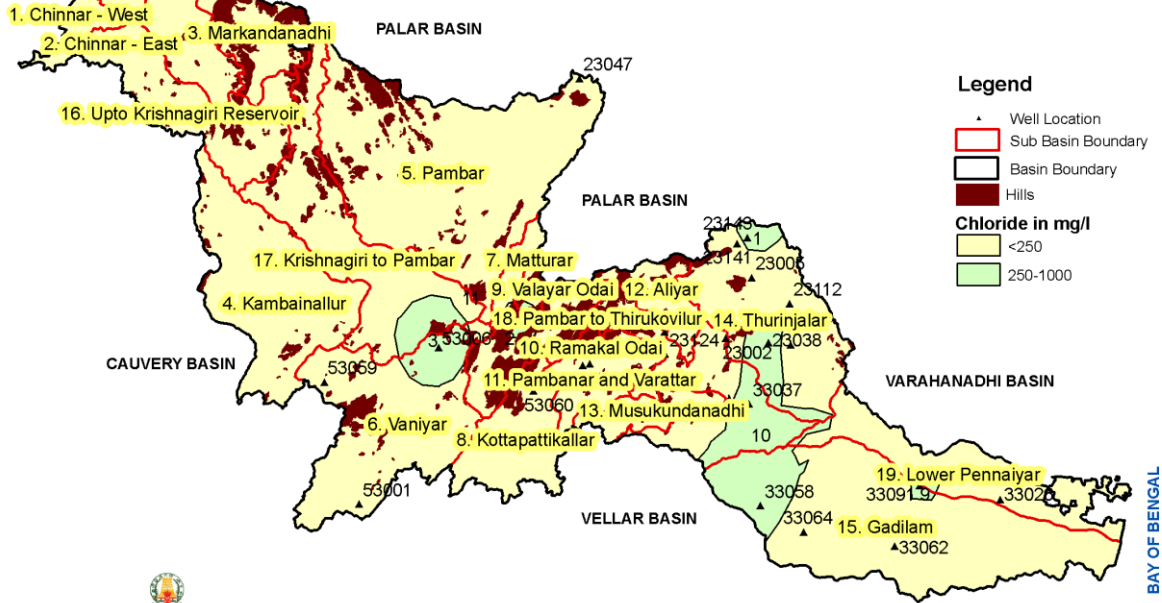 1. Chinnar - West
2. Chinnar - East
3. Markandanadhi
PALAR BASIN
23047
16. Upto Krishnagiri Reservoir
5. Pambar
PALAR BASIN
Legend
Well Location
Sub Basin Boundary
Basin Boundary
Hills
Chloride in mg/l
<250
250-1000
23143
1
23141
17. Krishnagiri to Pambar
7. Matturar
4. Kambainallur
9. Valayar Odai
12. Aliyar
23112
18. Pambar to Thirukovilur
14. Thurinjalar
3
53006
10. Ramakal Odai
23124
23002
23038
CAUVERY BASIN
53059
11. Pambanar and Varattar
33037
VARAHANADHI BASIN
53060
13. Musukundanadhi
6. Vaniyar
8. Kottapattikallar
10
53001
33058
19. Lower Pennaiyar
33091
9
VELLAR BASIN
33064
15. Gadilam
33062
BAY OF BENGAL